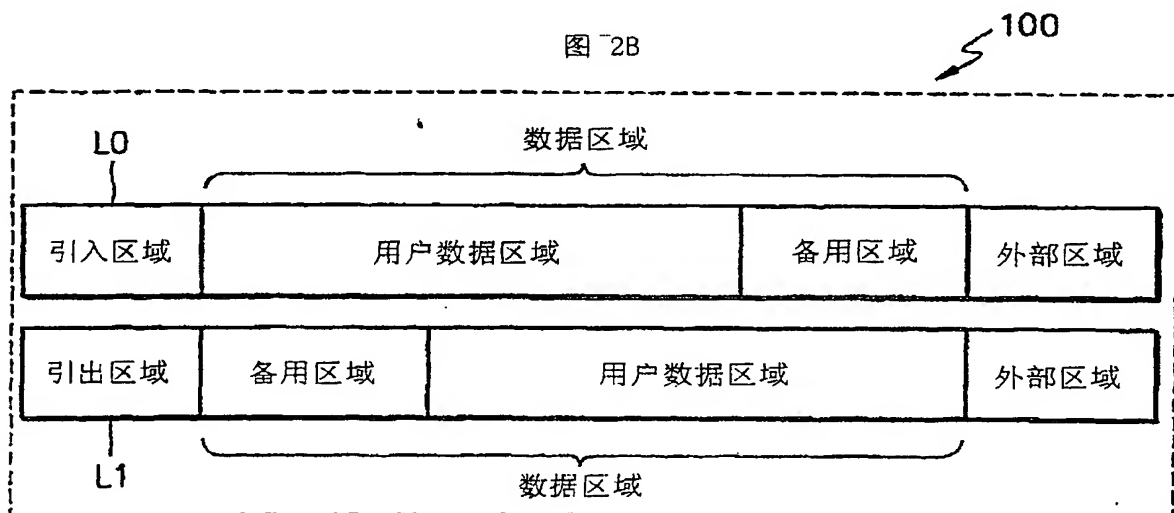 图 2B
100
L0
数据区域
引入区域 用户数据区域 备用区域 外部区域
引出区域 备用区域 用户数据区域 外部区域
L1
数据区域